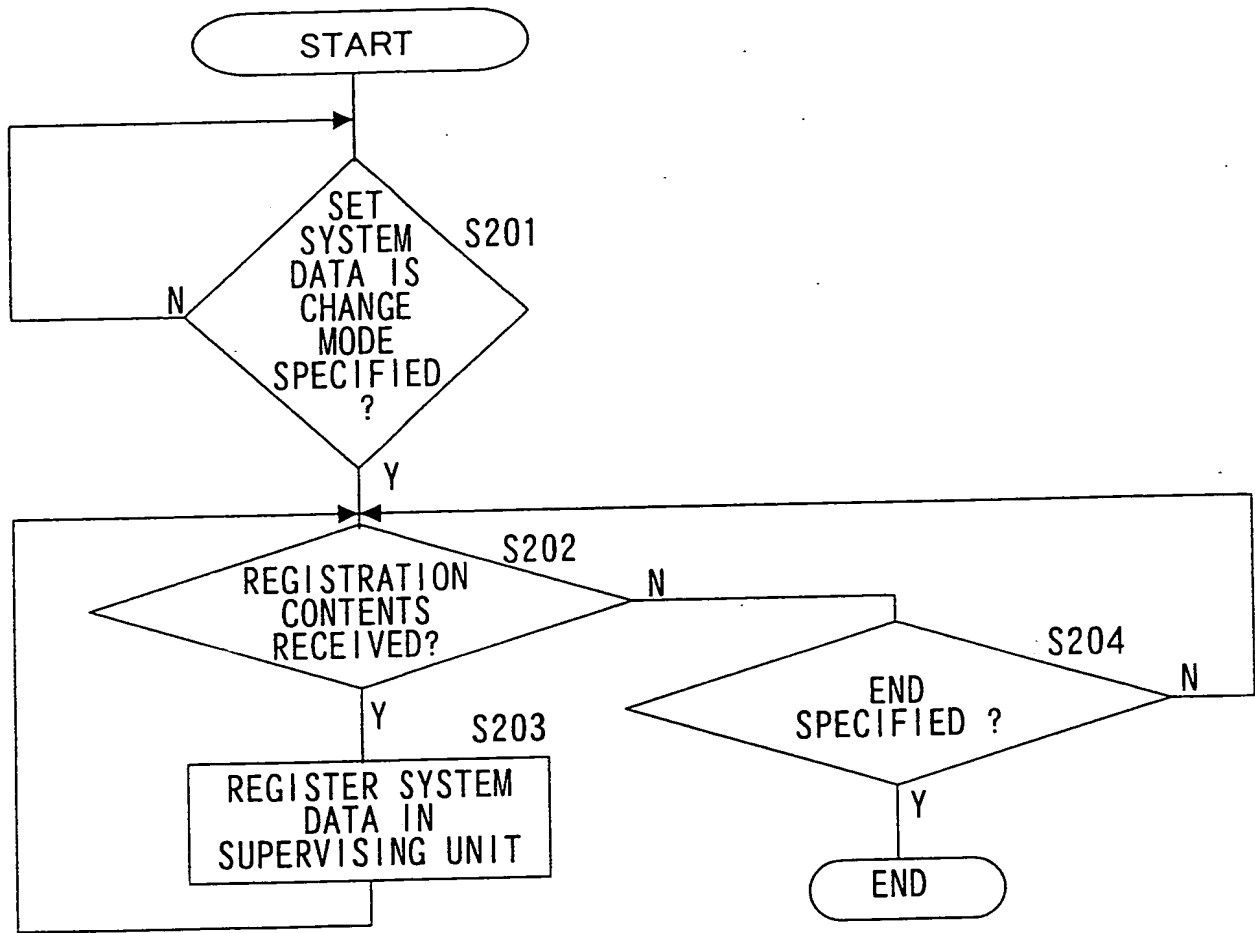 START
SET
SYSTEM
DATA IS
CHANGE
MODE
SPECIFIED
?
S201
N
Y
S202
REGISTRATION
CONTENTS
RECEIVED?
N
Y
S204
END
SPECIFIED ?
N
Y
S203
REGISTER SYSTEM
DATA IN
SUPERVISING UNIT
END